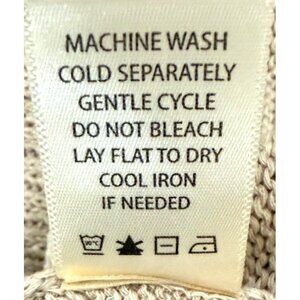 MACHINE WASH
COLD SEPARATELY
GENTLE CYCLE
DO NOT BLEACH
LAY FLAT TO DRY
COOL IRON
IF NEEDED